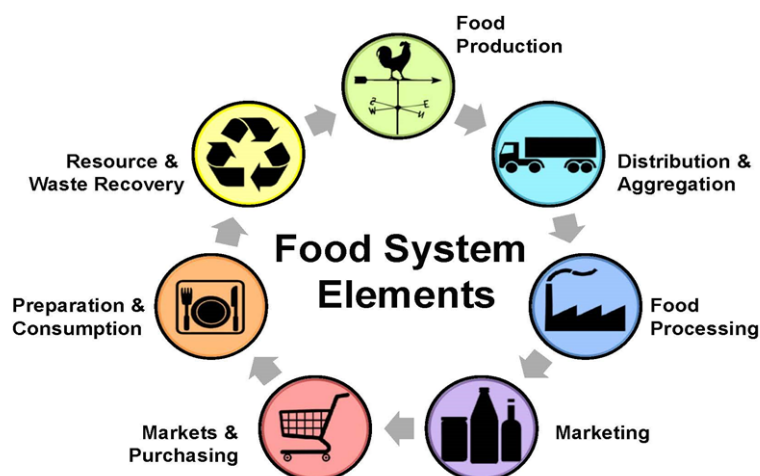 Food
Production
Distribution &
Aggregation
Food
Processing
Marketing
Markets &
Purchasing
Preparation &
Consumption
Resource &
Waste Recovery
Food System
Elements
S
E
W
N